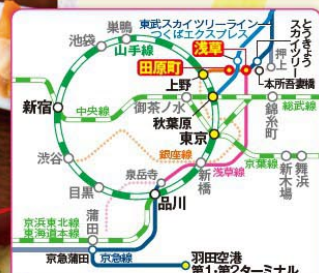 東武スカイツリーライン
つくばエクスプレス
とうきょう
スカイツリー
巣鴨
池袋
山手線
浅草
押上
田原町
本所吾妻橋
上野
新宿
中央線
御茶ノ水
錦糸町
総武線
秋葉原
東京
渋谷
銀座線
京葉線
泉岳寺
新橋
浅草線
新木場
舞浜
目黒
品川
京浜東北線
東海道本線
蒲田
京急蒲田
京急線
羽田空港
第1・第2ターミナル